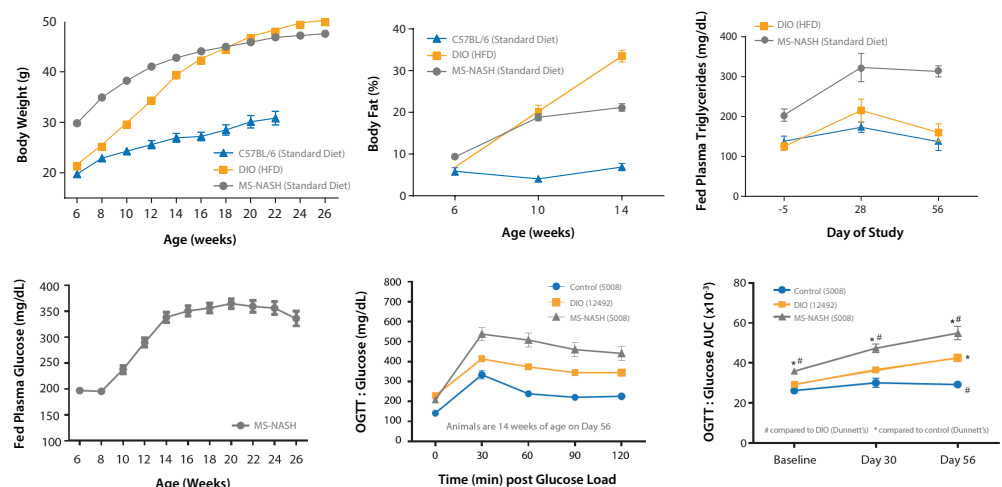 Body Weight (g)
50
40
30
20
C57BL/6 (Standard Diet)
DIO (HFD)
MS-NASH (Standard Diet)
6 8 10 12 14 16 18 20 22 24 26
Age (weeks)
Body Fat (%)
40
30
20
10
0
C57BL/6 (Standard Diet)
DIO (HFD)
MS-NASH (Standard Diet)
6 10 14
Age (weeks)
Fed Plasma Triglycerides (mg/dL)
400
300
200
100
0
DIO (HFD)
MS-NASH (Standard Diet)
-5 28 56
Day of Study
Fed Plasma Glucose (mg/dL)
400
350
300
250
200
150
100
MS-NASH
6 8 10 12 14 16 18 20 22 24 26
Age (Weeks)
OGTT : Glucose (mg/dL)
800
700
600
500
400
300
200
100
0
Control (5008)
DIO (12492)
MS-NASH (5008)
Animals are 14 weeks of age on Day 56
0 30 60 90 120
Time (min) post Glucose Load
OGTT : Glucose AUC (x10⁻³)
80
60
40
20
0
Control (5008)
DIO (12492)
MS-NASH (5008)
*#
*#
*#
*
#
# compared to DIO (Dunnett's) * compared to control (Dunnett's)
Baseline Day 30 Day 56